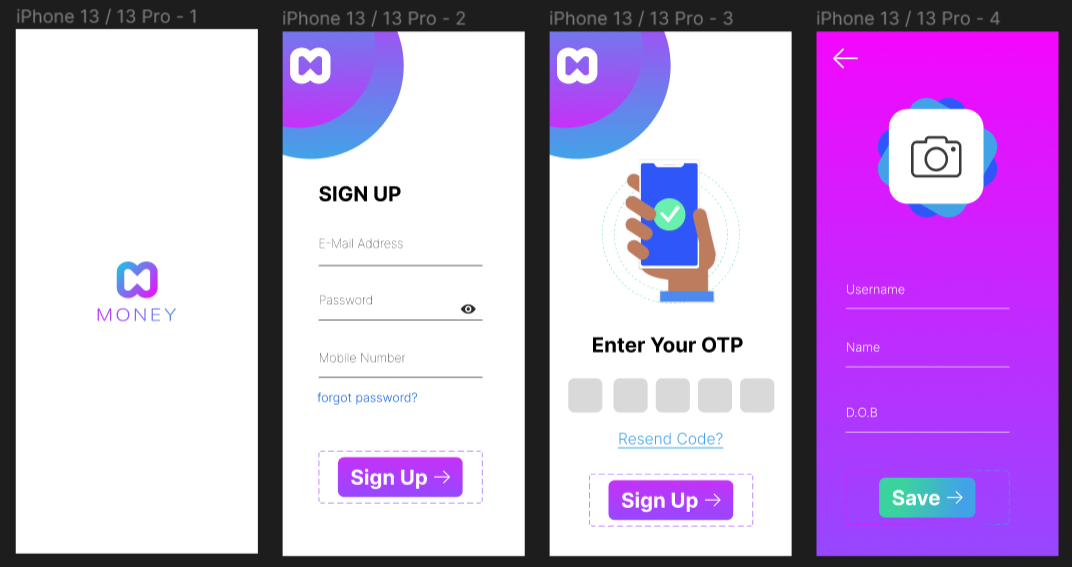 iPhone 13 / 13 Pro - 1
MONEY
iPhone 13 / 13 Pro - 2
SIGN UP
E-Mail Address
Password
Mobile Number
forgot password?
Sign Up
iPhone 13 / 13 Pro - 3
Enter Your OTP
Resend Code?
Sign Up
iPhone 13 / 13 Pro - 4
Username
Name
D.O.B
Save